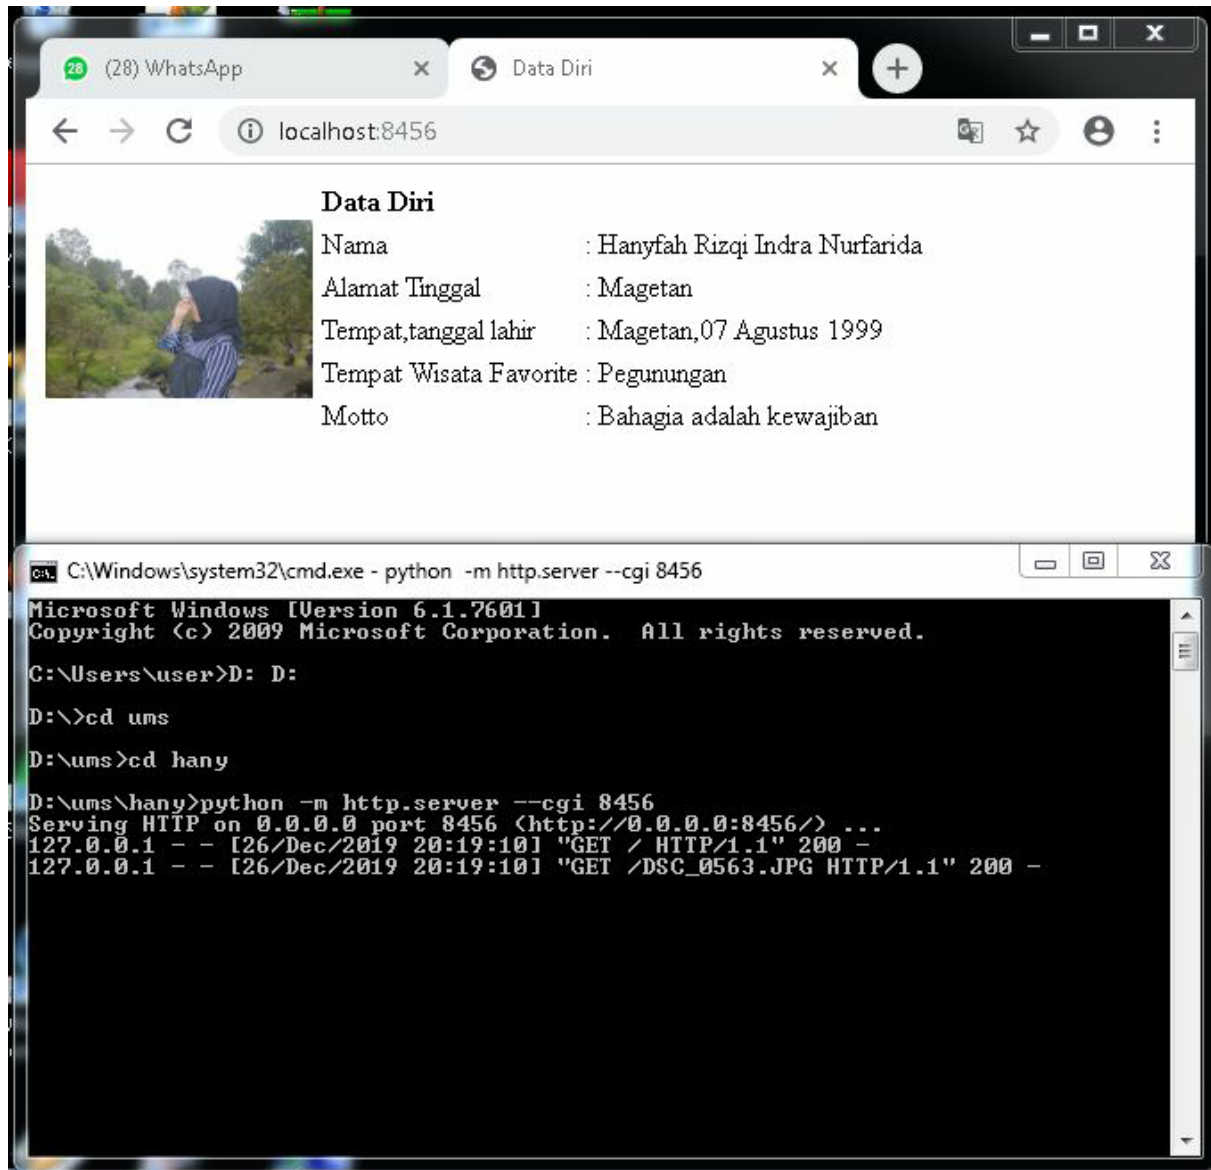 28 (28) WhatsApp Data Diri
localhost:8456
Data Diri
Nama : Hanyfah Rizqi Indra Nurfarida
Alamat Tinggal : Magetan
Tempat,tanggal lahir : Magetan,07 Agustus 1999
Tempat Wisata Favorite : Pegunungan
Motto : Bahagia adalah kewajiban
C:\Windows\system32\cmd.exe - python  -m http.server --cgi 8456
Microsoft Windows [Version 6.1.7601]
Copyright (c) 2009 Microsoft Corporation.  All rights reserved.
C:\Users\user>D: D:
D:\>cd ums
D:\ums>cd hany
D:\ums\hany>python -m http.server --cgi 8456
Serving HTTP on 0.0.0.0 port 8456 (http://0.0.0.0:8456/) ...
127.0.0.1 - - [26/Dec/2019 20:19:10] "GET / HTTP/1.1" 200 -
127.0.0.1 - - [26/Dec/2019 20:19:10] "GET /DSC_0563.JPG HTTP/1.1" 200 -